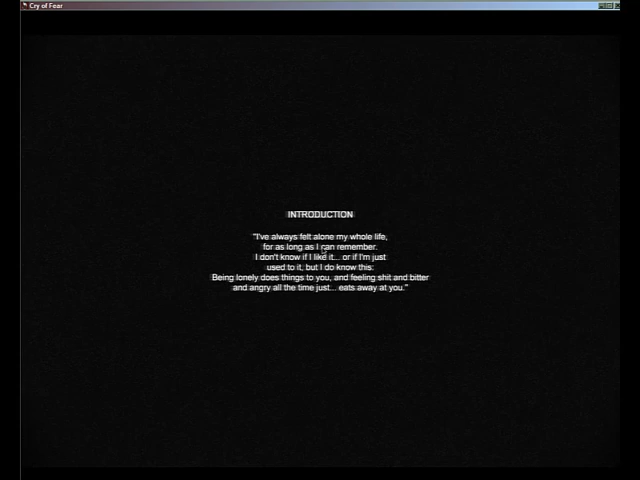 Cry of Fear
INTRODUCTION
"I've always felt alone my whole life,
for as long as I can remember.
I don't know if I like it... or if I'm just
used to it, but I do know this:
Being lonely does things to you, and feeling shit and bitter
and angry all the time just... eats away at you."